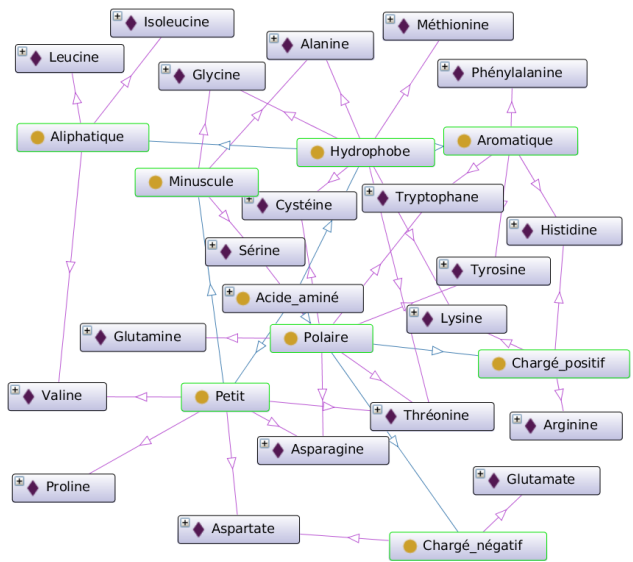 Isoleucine
Méthionine
Leucine
Alanine
Glycine
Phénylalanine
Aliphatique
Hydrophobe
Aromatique
Minuscule
Cystéine
Tryptophane
Histidine
Sérine
Tyrosine
Acide_aminé
Lysine
Glutamine
Polaire
Chargé_positif
Valine
Petit
Thréonine
Arginine
Asparagine
Proline
Glutamate
Aspartate
Chargé_négatif